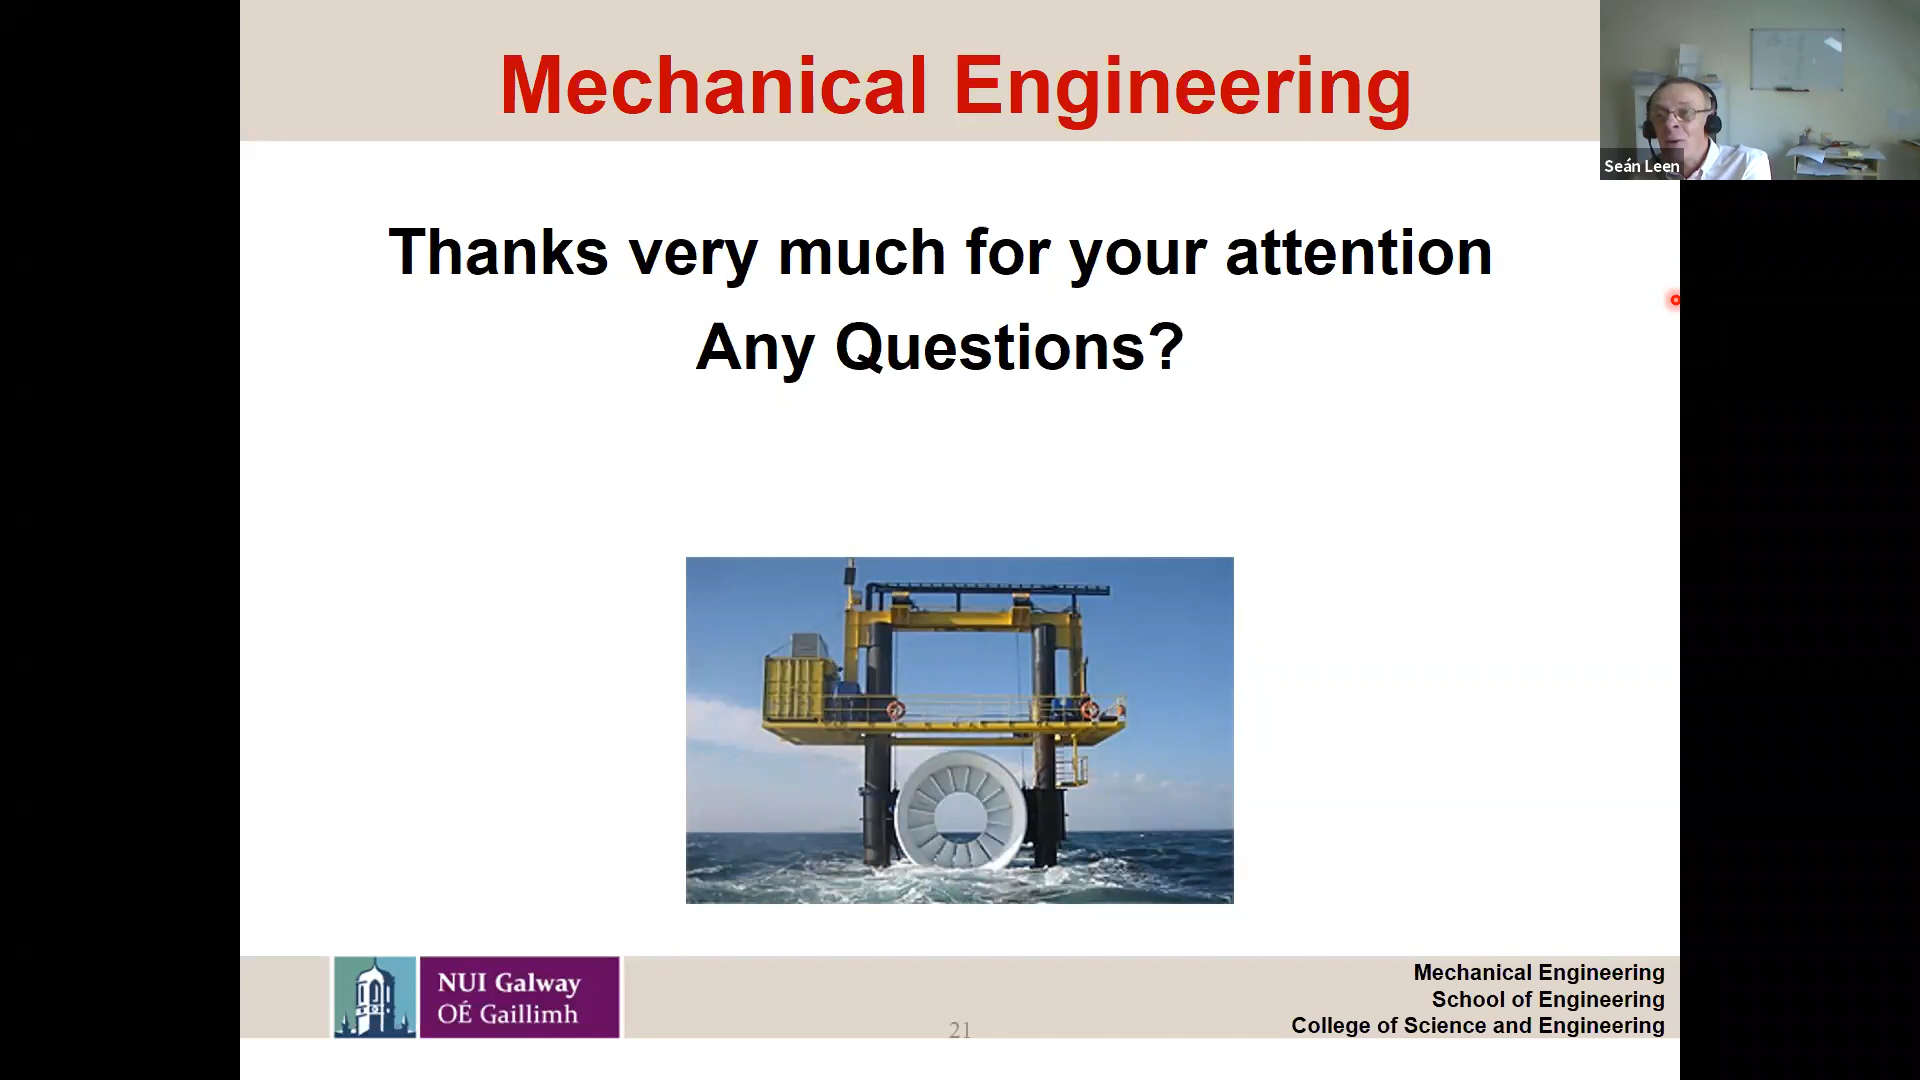 Mechanical Engineering
Seán Leen
Thanks very much for your attention
Any Questions?
NUI Galway
OÉ Gaillimh
21
Mechanical Engineering
School of Engineering
College of Science and Engineering